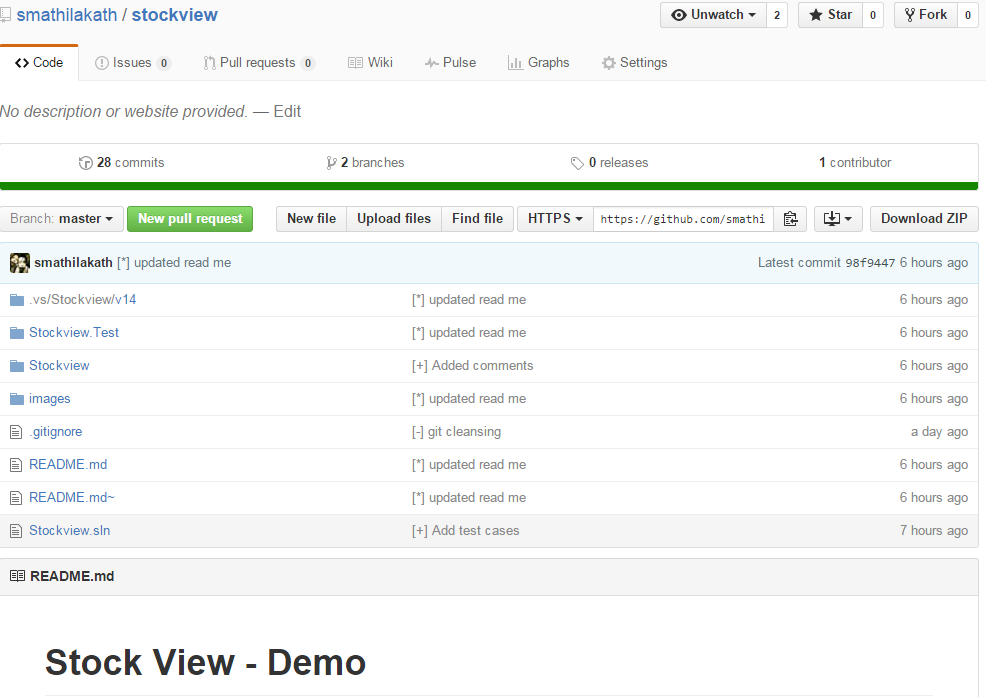 smathilakath / stockview
Unwatch 2 Star 0 Fork 0
Code Issues 0 Pull requests 0 Wiki Pulse Graphs Settings
No description or website provided. — Edit
28 commits 2 branches 0 releases 1 contributor
Branch: master New pull request New file Upload files Find file HTTPS https://github.com/smathi Download ZIP
smathilakath [*] updated read me Latest commit 98f9447 6 hours ago
.vs/Stockview/v14 [*] updated read me 6 hours ago
Stockview.Test [*] updated read me 6 hours ago
Stockview [+] Added comments 6 hours ago
images [*] updated read me 6 hours ago
.gitignore [-] git cleansing a day ago
README.md [*] updated read me 6 hours ago
README.md~ [*] updated read me 6 hours ago
Stockview.sln [+] Add test cases 7 hours ago
README.md
Stock View - Demo